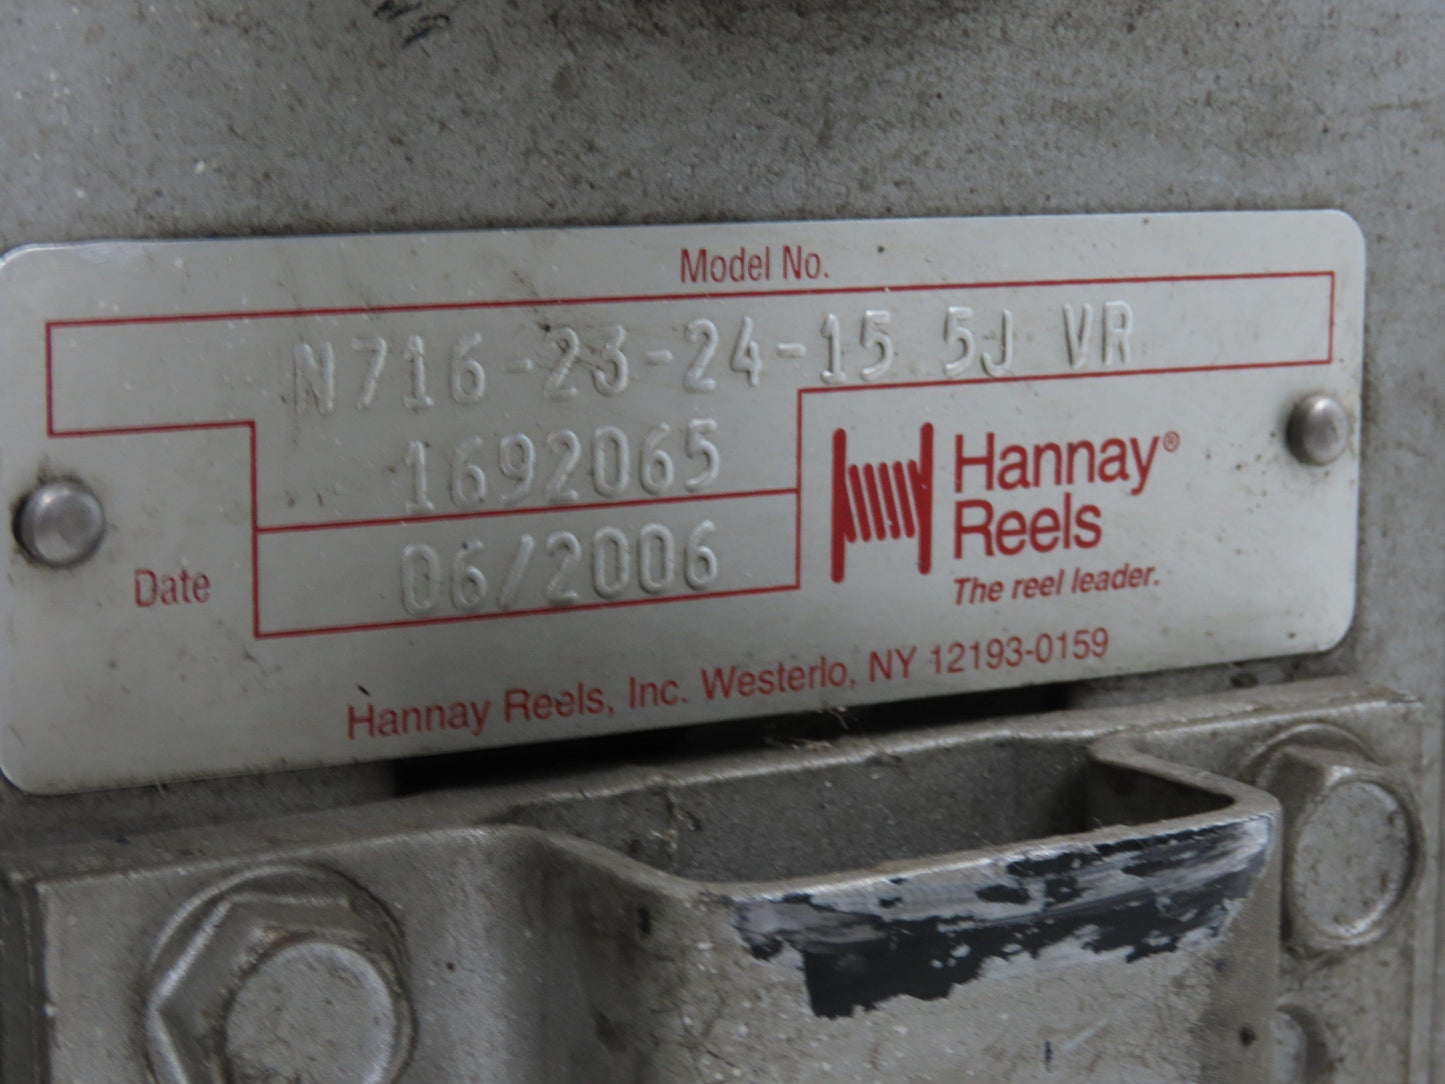 Model No.
N716-23-24-15.5J VR
1692065
Date 06/2006
Hannay®
Reels
The reel leader.
Hannay Reels, Inc. Westerlo, NY 12193-0159